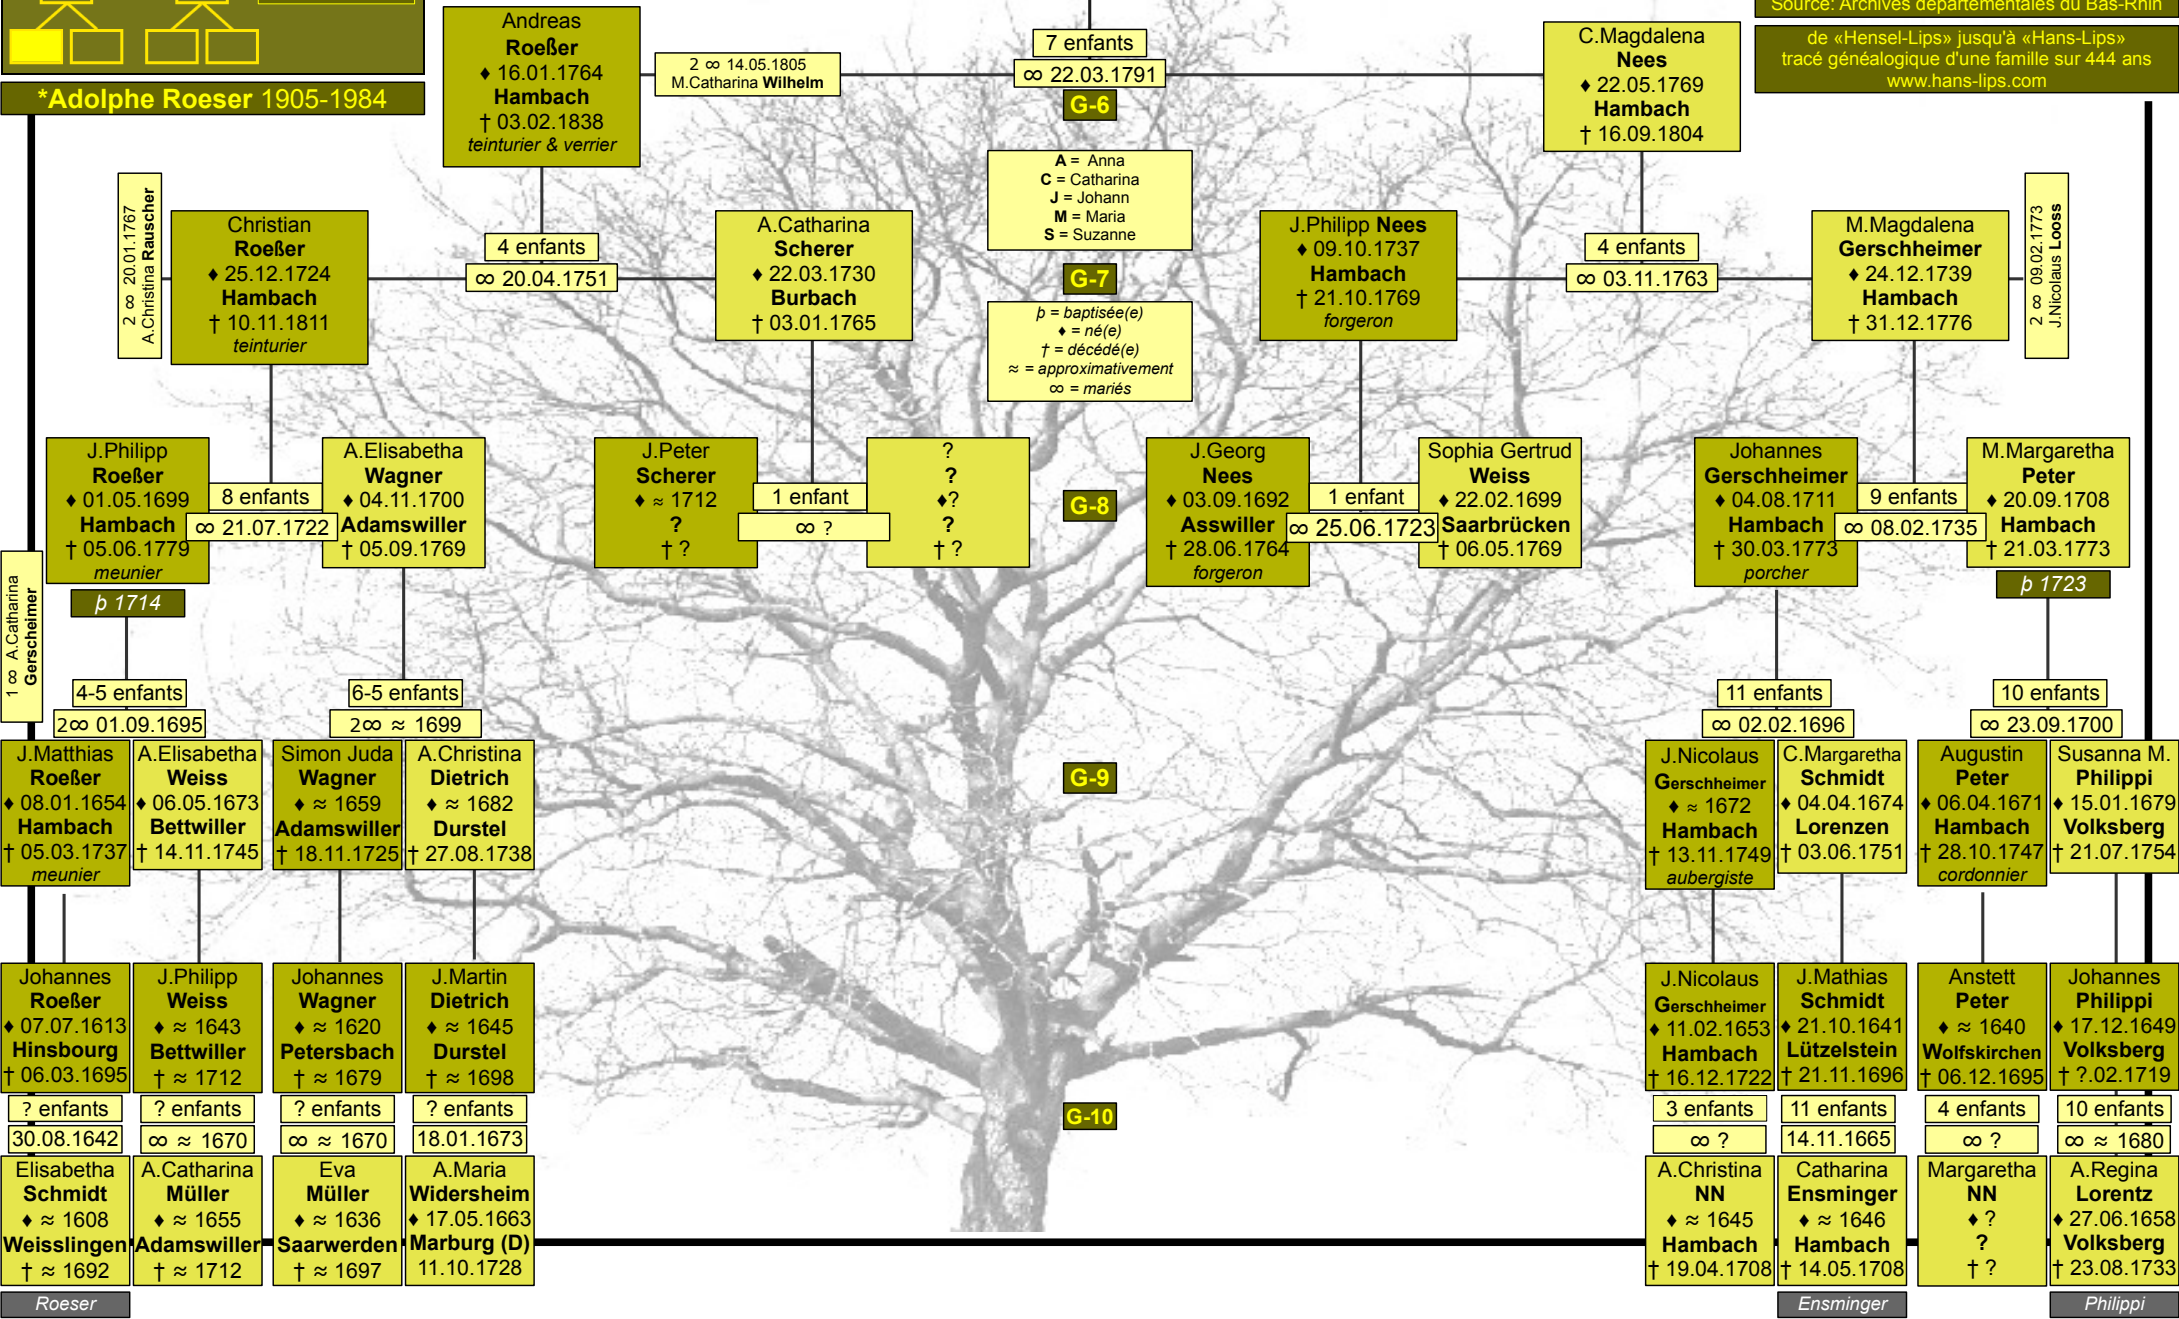 Source: Archives départementales du Bas-Rhin
de «Hensel-Lips» jusqu'à «Hans-Lips»
tracé généalogique d'une famille sur 444 ans
www.hans-lips.com
*Adolphe Roeser 1905-1984
Andreas
Roeßer
♦ 16.01.1764
Hambach
† 03.02.1838
teinturier & verrier
2 ∞ 14.05.1805
M.Catharina Wilhelm
7 enfants
∞ 22.03.1791
G-6
C.Magdalena
Nees
♦ 22.05.1769
Hambach
† 16.09.1804
A = Anna
C = Catharina
J = Johann
M = Maria
S = Suzanne
2 ∞ 20.01.1767
A.Christina Rauscher
Christian
Roeßer
♦ 25.12.1724
Hambach
† 10.11.1811
teinturier
4 enfants
∞ 20.04.1751
A.Catharina
Scherer
♦ 22.03.1730
Burbach
† 03.01.1765
G-7
J.Philipp Nees
♦ 09.10.1737
Hambach
† 21.10.1769
forgeron
4 enfants
∞ 03.11.1763
M.Magdalena
Gerschheimer
♦ 24.12.1739
Hambach
† 31.12.1776
2 ∞ 09.02.1773
J.Nicolaus Looss
þ = baptisée(e)
♦ = né(e)
† = décédé(e)
≈ = approximativement
∞ = mariés
J.Philipp
Roeßer
♦ 01.05.1699
Hambach
† 05.06.1779
meunier
þ 1714
8 enfants
∞ 21.07.1722
A.Elisabetha
Wagner
♦ 04.11.1700
Adamswiller
† 05.09.1769
J.Peter
Scherer
♦ ≈ 1712
?
† ?
1 enfant
∞ ?
?
?
♦?
?
† ?
G-8
J.Georg
Nees
♦ 03.09.1692
Asswiller
† 28.06.1764
forgeron
1 enfant
∞ 25.06.1723
Sophia Gertrud
Weiss
♦ 22.02.1699
Saarbrücken
† 06.05.1769
Johannes
Gerschheimer
♦ 04.08.1711
Hambach
† 30.03.1773
porcher
9 enfants
∞ 08.02.1735
M.Margaretha
Peter
♦ 20.09.1708
Hambach
† 21.03.1773
þ 1723
1 ∞ A.Catharina
Gerscheimer
4-5 enfants
2∞ 01.09.1695
6-5 enfants
2∞ ≈ 1699
11 enfants
∞ 02.02.1696
10 enfants
∞ 23.09.1700
J.Matthias
Roeßer
♦ 08.01.1654
Hambach
† 05.03.1737
meunier
A.Elisabetha
Weiss
♦ 06.05.1673
Bettwiller
† 14.11.1745
Simon Juda
Wagner
♦ ≈ 1659
Adamswiller
† 18.11.1725
A.Christina
Dietrich
♦ ≈ 1682
Durstel
† 27.08.1738
G-9
J.Nicolaus
Gerschheimer
♦ ≈ 1672
Hambach
† 13.11.1749
aubergiste
C.Margaretha
Schmidt
♦ 04.04.1674
Lorenzen
† 03.06.1751
Augustin
Peter
♦ 06.04.1671
Hambach
† 28.10.1747
cordonnier
Susanna M.
Philippi
♦ 15.01.1679
Volksberg
† 21.07.1754
Johannes
Roeßer
♦ 07.07.1613
Hinsbourg
† 06.03.1695
J.Philipp
Weiss
♦ ≈ 1643
Bettwiller
† ≈ 1712
Johannes
Wagner
♦ ≈ 1620
Petersbach
† ≈ 1679
J.Martin
Dietrich
♦ ≈ 1645
Durstel
† ≈ 1698
J.Nicolaus
Gerschheimer
♦ 11.02.1653
Hambach
† 16.12.1722
J.Mathias
Schmidt
♦ 21.10.1641
Lützelstein
† 21.11.1696
Anstett
Peter
♦ ≈ 1640
Wolfskirchen
† 06.12.1695
Johannes
Philippi
♦ 17.12.1649
Volksberg
† ?.02.1719
G-10
? enfants
30.08.1642
? enfants
∞ ≈ 1670
? enfants
∞ ≈ 1670
? enfants
18.01.1673
3 enfants
∞ ?
11 enfants
14.11.1665
4 enfants
∞ ?
10 enfants
∞ ≈ 1680
Elisabetha
Schmidt
♦ ≈ 1608
Weisslingen
† ≈ 1692
A.Catharina
Müller
♦ ≈ 1655
Adamswiller
† ≈ 1712
Eva
Müller
♦ ≈ 1636
Saarwerden
† ≈ 1697
A.Maria
Widersheim
♦ 17.05.1663
Marburg (D)
11.10.1728
A.Christina
NN
♦ ≈ 1645
Hambach
† 19.04.1708
Catharina
Ensminger
♦ ≈ 1646
Hambach
† 14.05.1708
Margaretha
NN
♦ ?
?
† ?
A.Regina
Lorentz
♦ 27.06.1658
Volksberg
† 23.08.1733
Roeser
Ensminger
Philippi